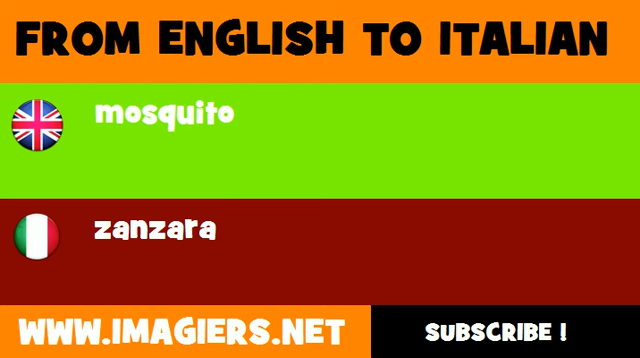 FROM ENGLISH TO ITALIAN
mosquito
zanzara
WWW.IMAGIERS.NET
SUBSCRIBE !